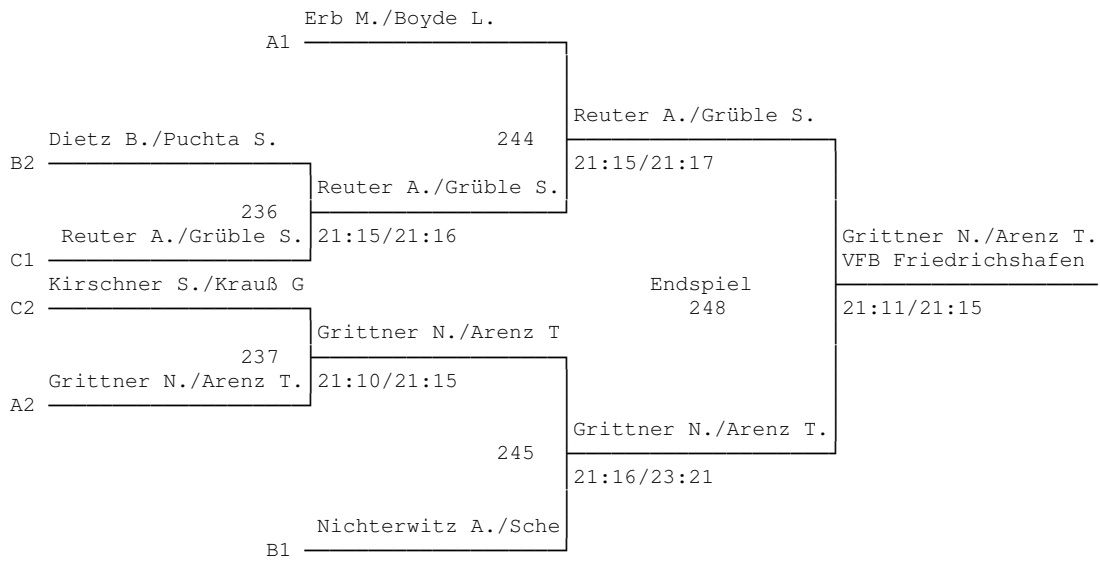 Erb M./Boyde L.
A1
Reuter A./Grüble S.
Dietz B./Puchta S.
244
B2
21:15/21:17
Reuter A./Grüble S.
236
Reuter A./Grüble S.
21:15/21:16
Grittner N./Arenz T.
C1
VFB Friedrichshafen
Kirschner S./Krauß G
Endspiel
C2
248
21:11/21:15
Grittner N./Arenz T
237
Grittner N./Arenz T.
21:10/21:15
A2
Grittner N./Arenz T.
245
21:16/23:21
Nichterwitz A./Sche
B1